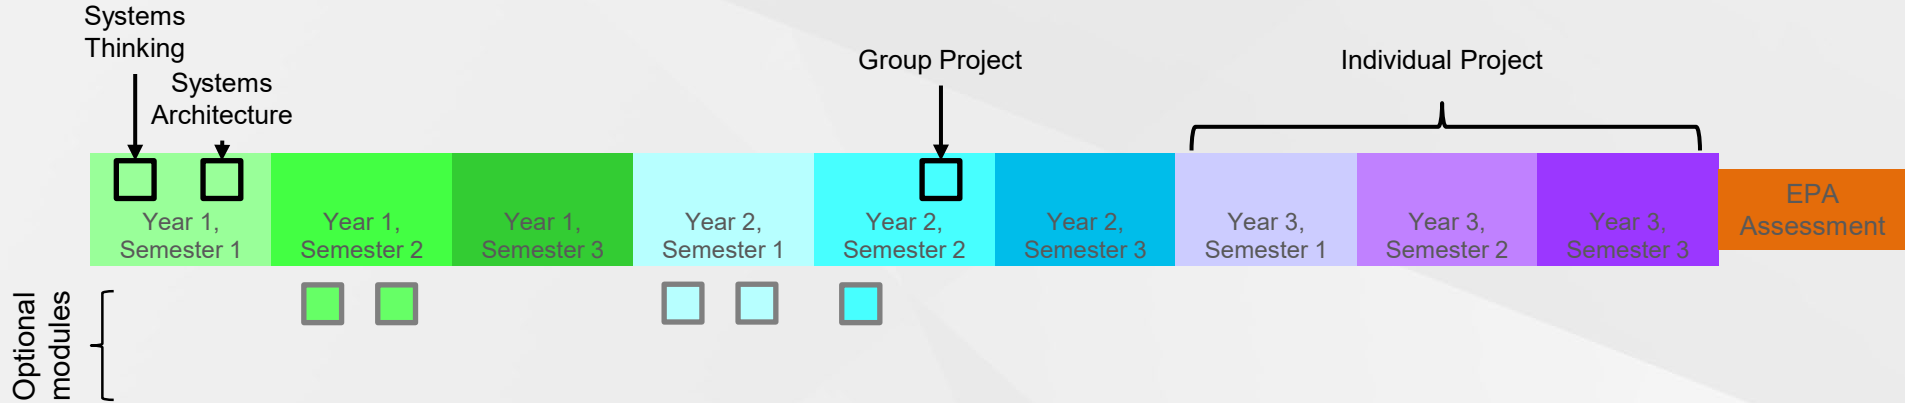 Systems
Thinking
Systems
Architecture
Group Project
Individual Project
Year 1,
Semester 1
Year 1,
Semester 2
Year 1,
Semester 3
Year 2,
Semester 1
Year 2,
Semester 2
Year 2,
Semester 3
Year 3,
Semester 1
Year 3,
Semester 2
Year 3,
Semester 3
EPA
Assessment
Optional
modules